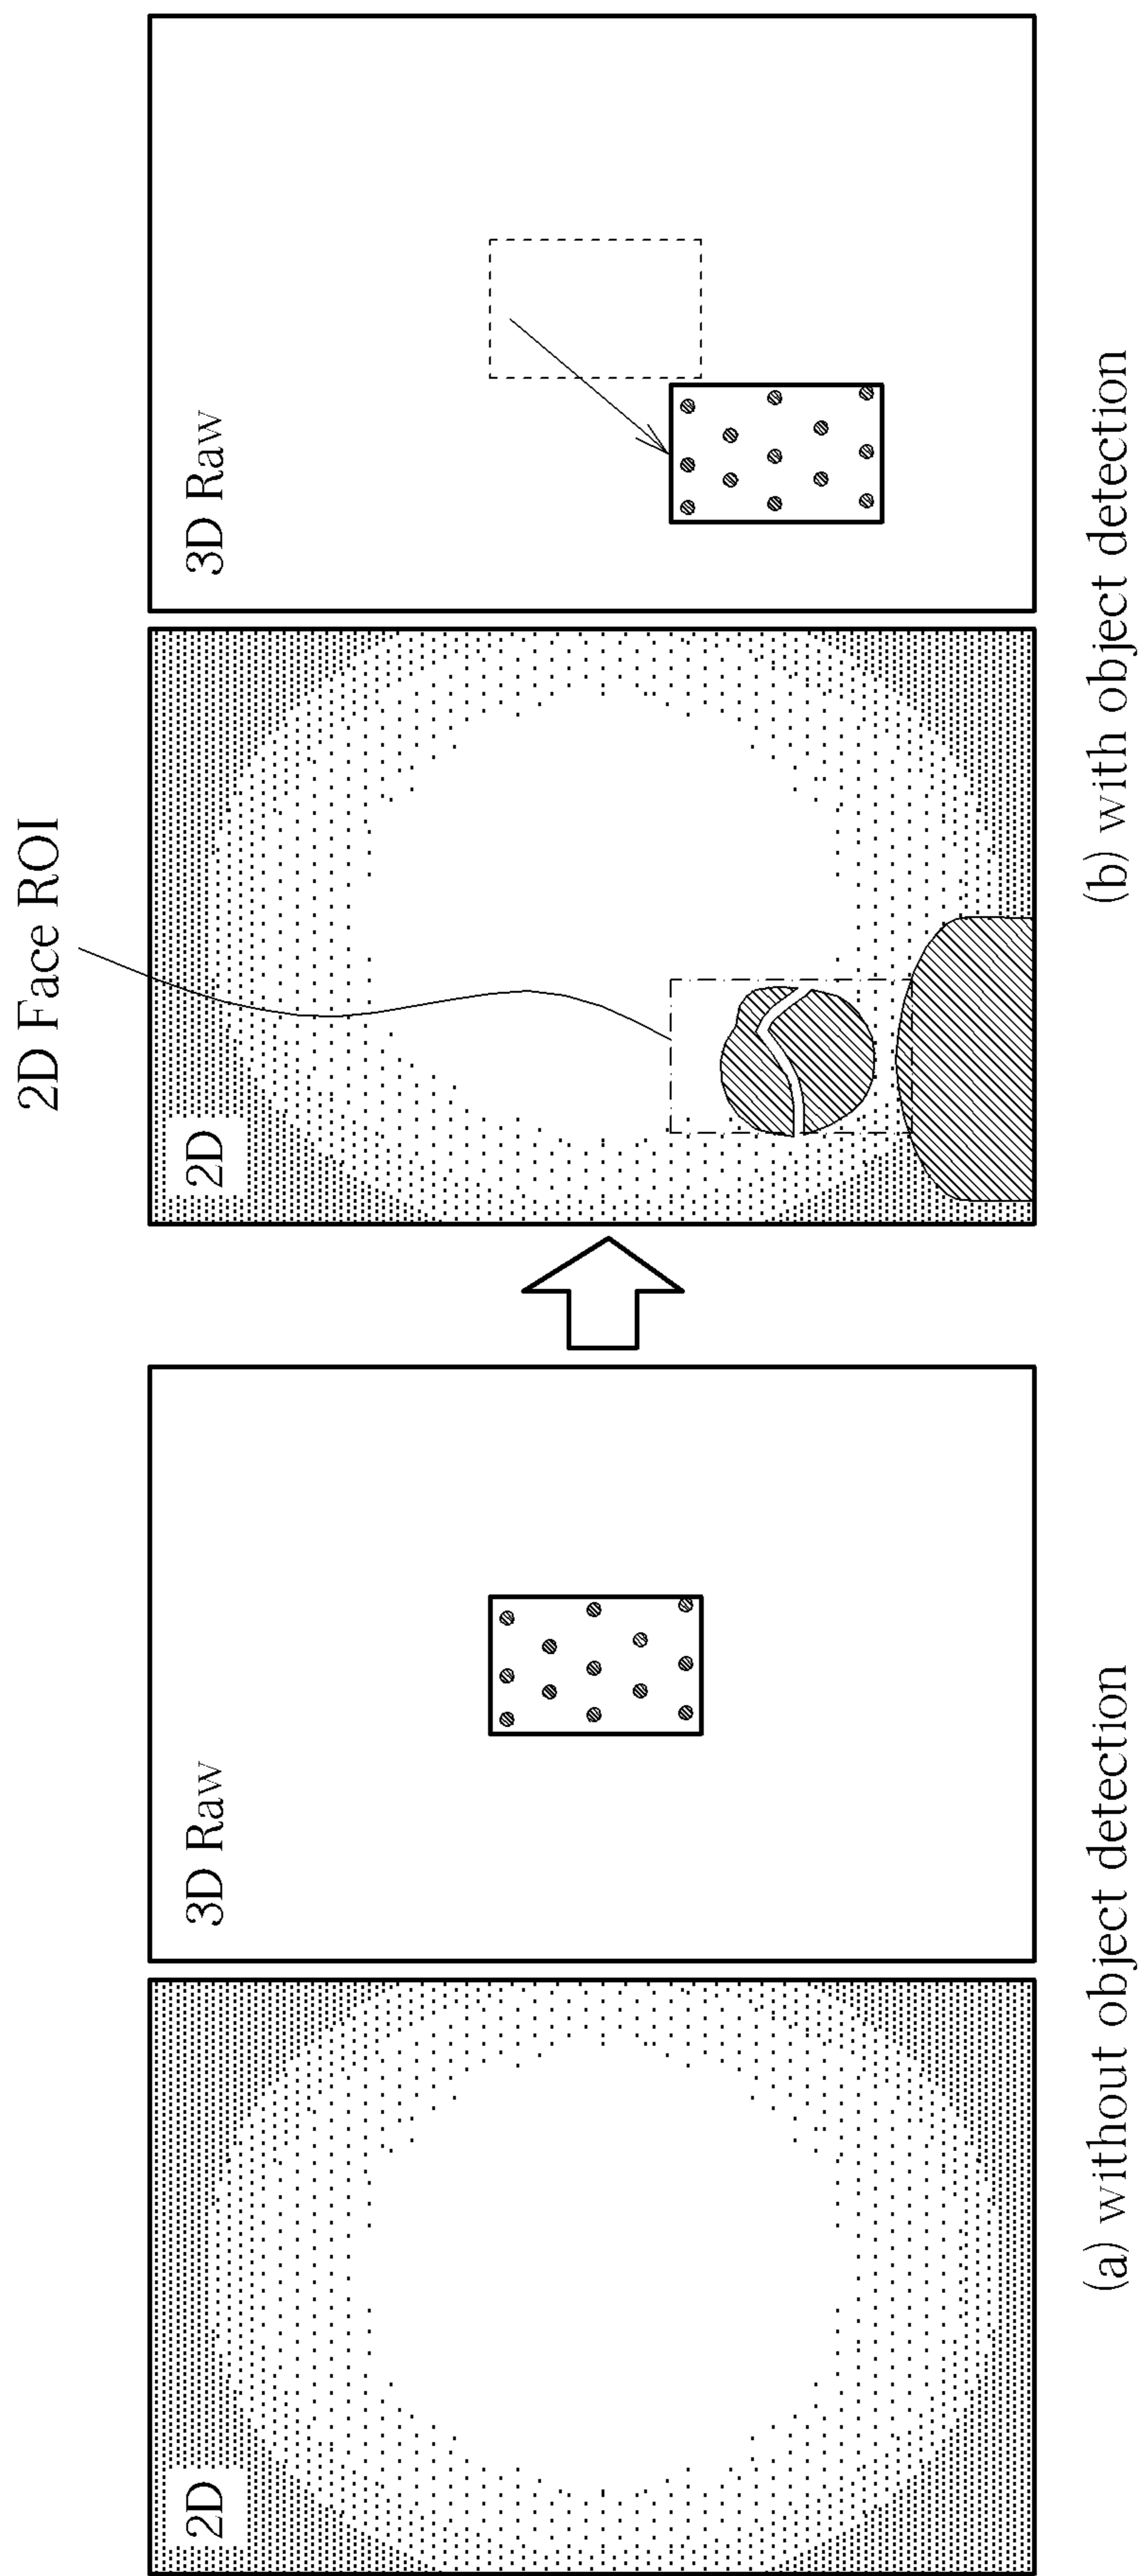 2D Face ROI
2D
3D Raw
2D
3D Raw
(a) without object detection
(b) with object detection